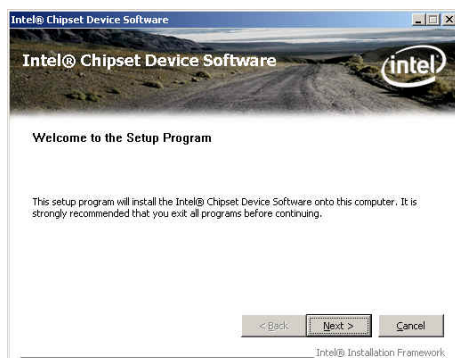 Intel® Chipset Device Software
Intel® Chipset Device Software
intel
Welcome to the Setup Program
This setup program will install the Intel® Chipset Device Software onto this computer. It is
strongly recommended that you exit all programs before continuing.
< Back
Next >
Cancel
Intel® Installation Framework